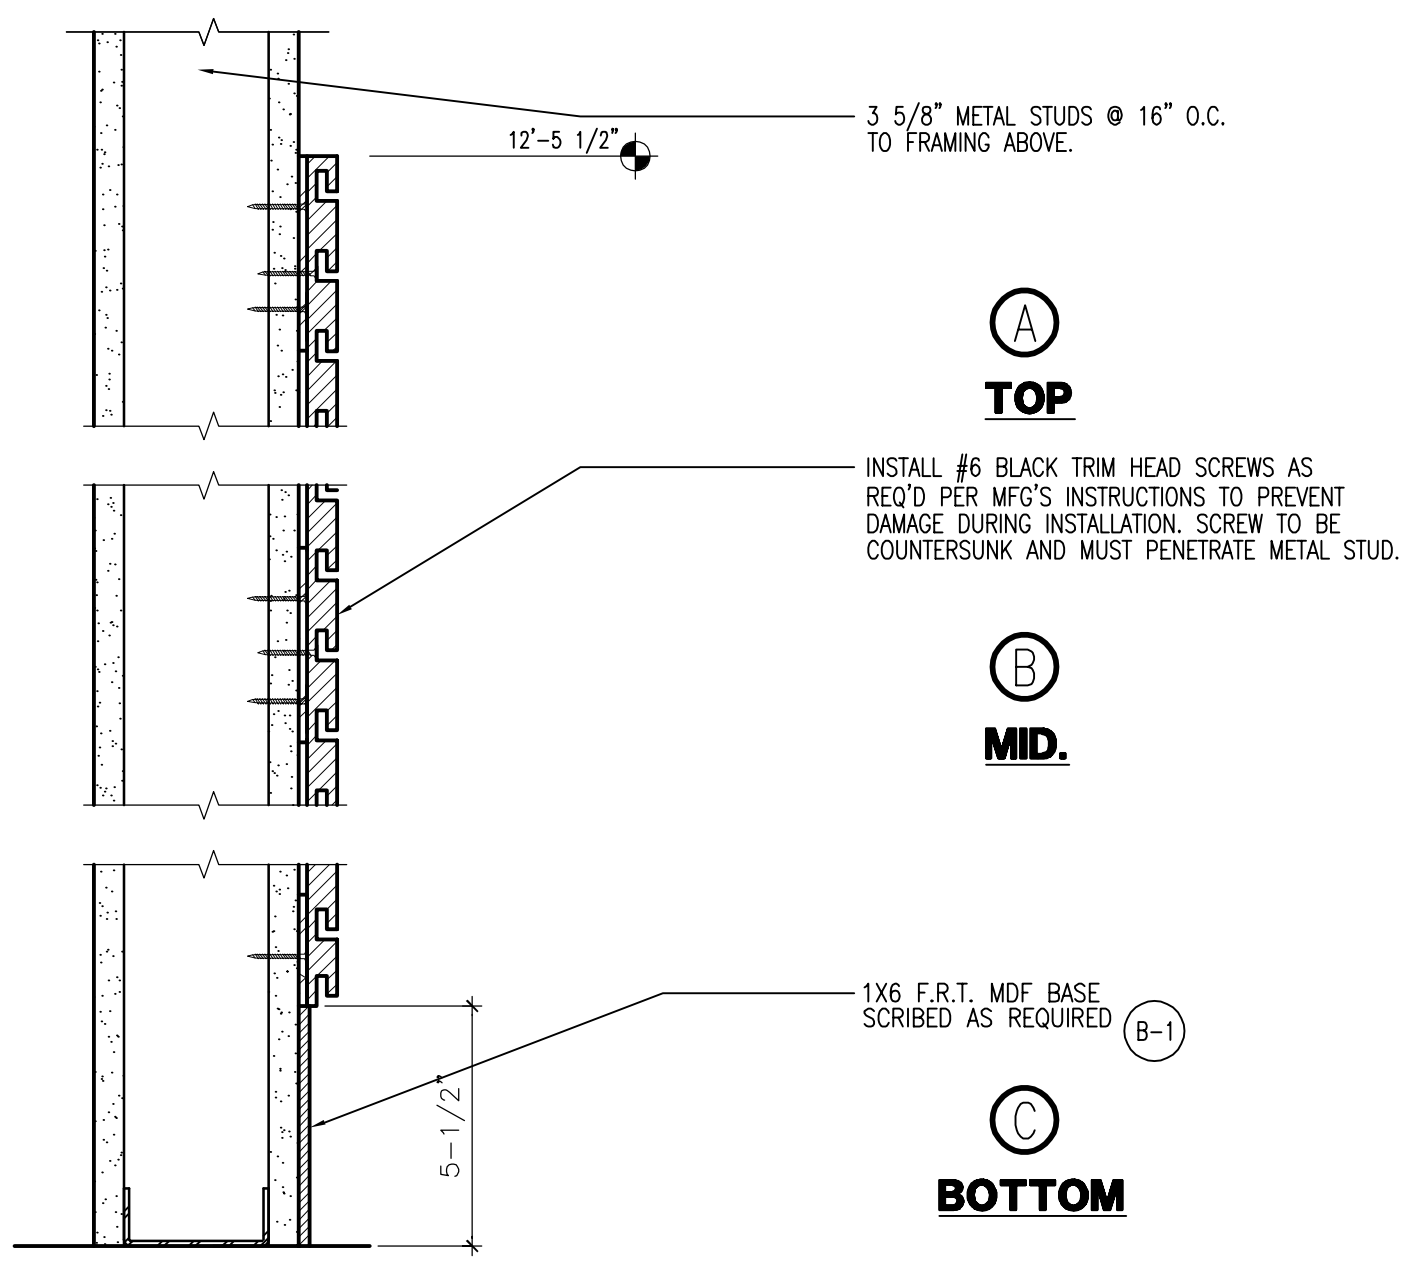 3 5/8" METAL STUDS @ 16" O.C.
TO FRAMING ABOVE.
12'-5 1/2"
A
TOP
INSTALL #6 BLACK TRIM HEAD SCREWS AS
REQ'D PER MFG'S INSTRUCTIONS TO PREVENT
DAMAGE DURING INSTALLATION. SCREW TO BE
COUNTERSUNK AND MUST PENETRATE METAL STUD.
B
MID.
1X6 F.R.T. MDF BASE
SCRIBED AS REQUIRED
B-1
5-1/2"
C
BOTTOM